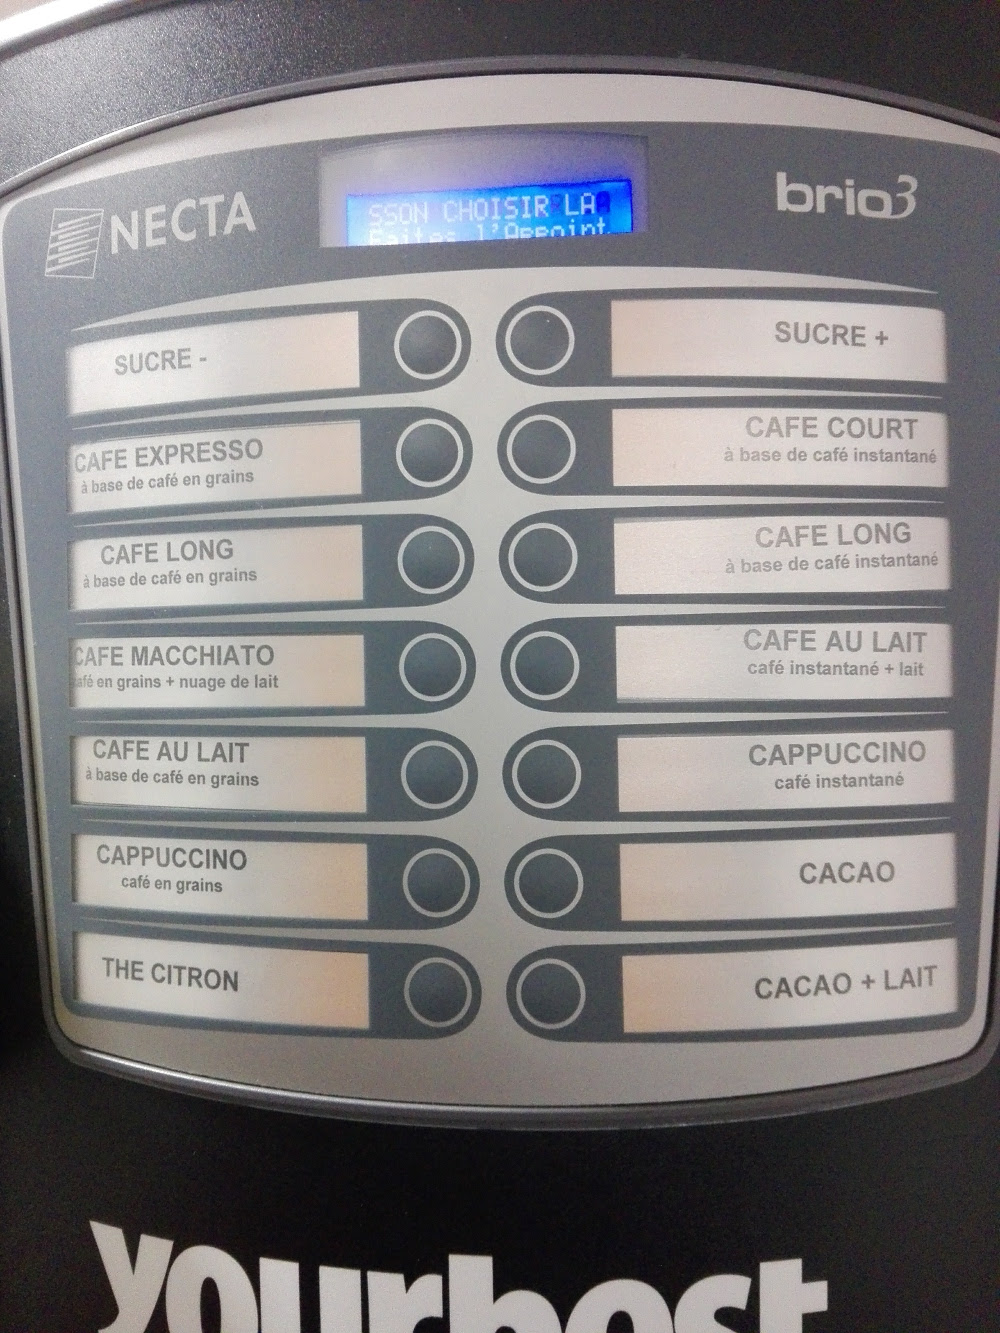 NECTA
SSON CHOISIR LA
Faites l'Appoint
brio3
SUCRE -
SUCRE +
CAFE EXPRESSO
à base de café en grains
CAFE COURT
à base de café instantané
CAFE LONG
à base de café en grains
CAFE LONG
à base de café instantané
CAFE MACCHIATO
café en grains + nuage de lait
CAFE AU LAIT
café instantané + lait
CAFE AU LAIT
à base de café en grains
CAPPUCCINO
café instantané
CAPPUCCINO
café en grains
CACAO
THE CITRON
CACAO + LAIT
yourbest